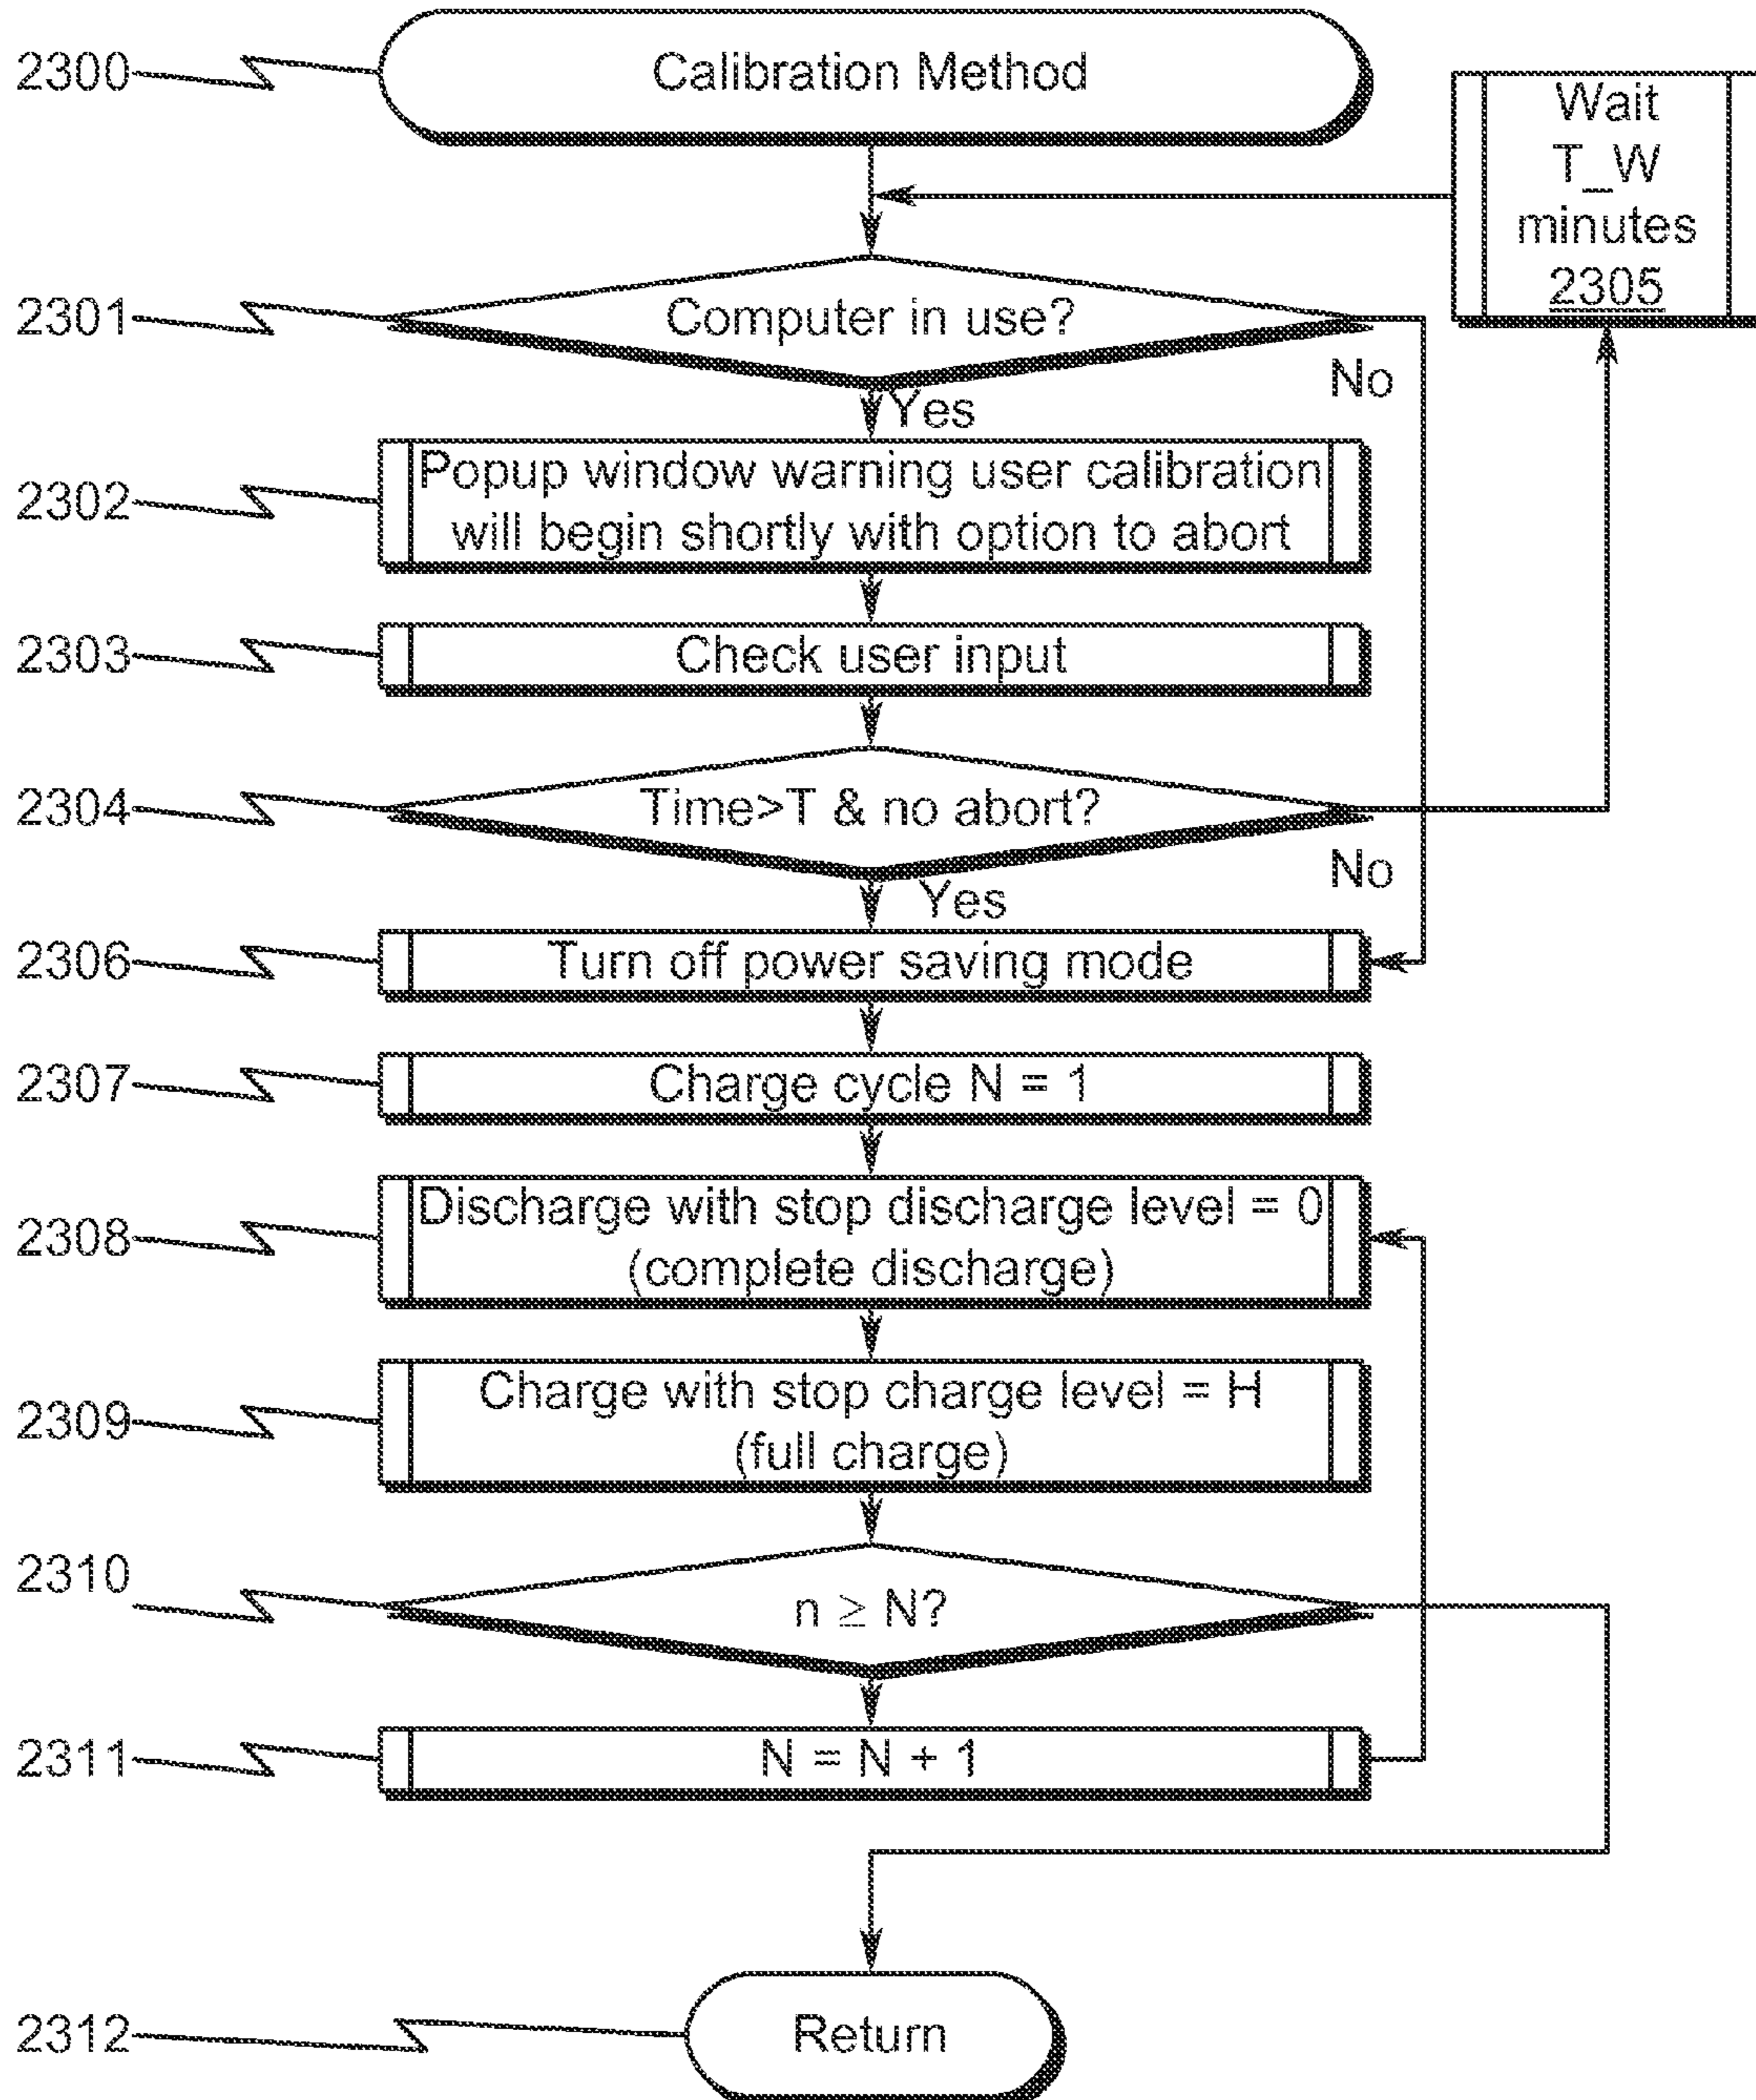 2300
Calibration Method
Wait
T_W
minutes
2305
2301
Computer in use?
No
Yes
2302
Popup window warning user calibration
will begin shortly with option to abort
2303
Check user input
2304
Time>T & no abort?
No
Yes
2306
Turn off power saving mode
2307
Charge cycle N = 1
2308
Discharge with stop discharge level = 0
(complete discharge)
2309
Charge with stop charge level = H
(full charge)
2310
n ≥ N?
2311
N = N + 1
2312
Return